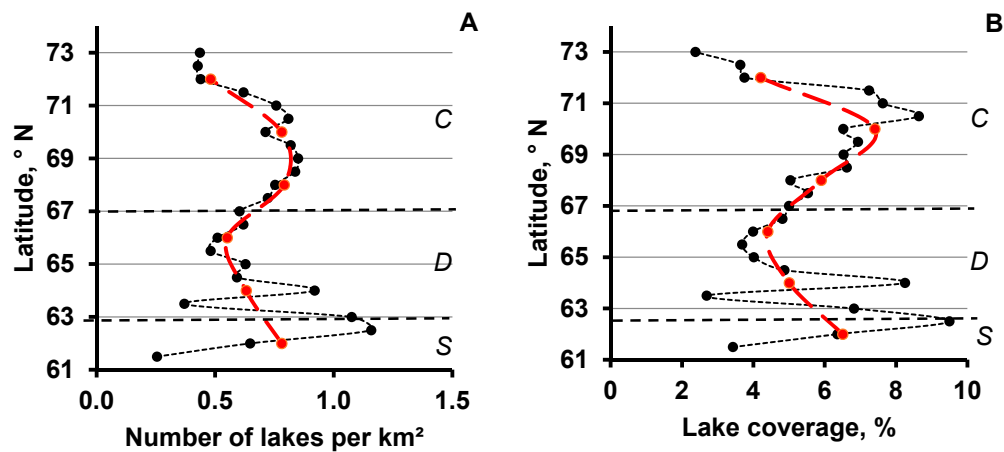 A
73
71
69
67
65
63
61
C
D
S
Latitude, ° N
0.0 0.5 1.0 1.5
Number of lakes per km²
B
73
71
69
67
65
63
61
C
D
S
Latitude, ° N
0 2 4 6 8 10
Lake coverage, %